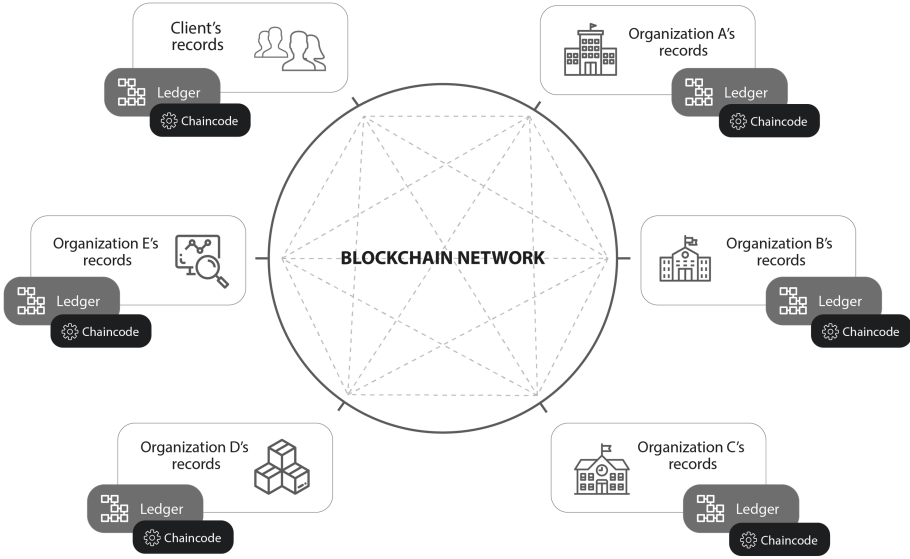 Client's
records
Ledger
Chaincode
Organization A's
records
Ledger
Chaincode
Organization E's
records
Ledger
Chaincode
BLOCKCHAIN NETWORK
Organization B's
records
Ledger
Chaincode
Organization D's
records
Ledger
Chaincode
Organization C's
records
Ledger
Chaincode